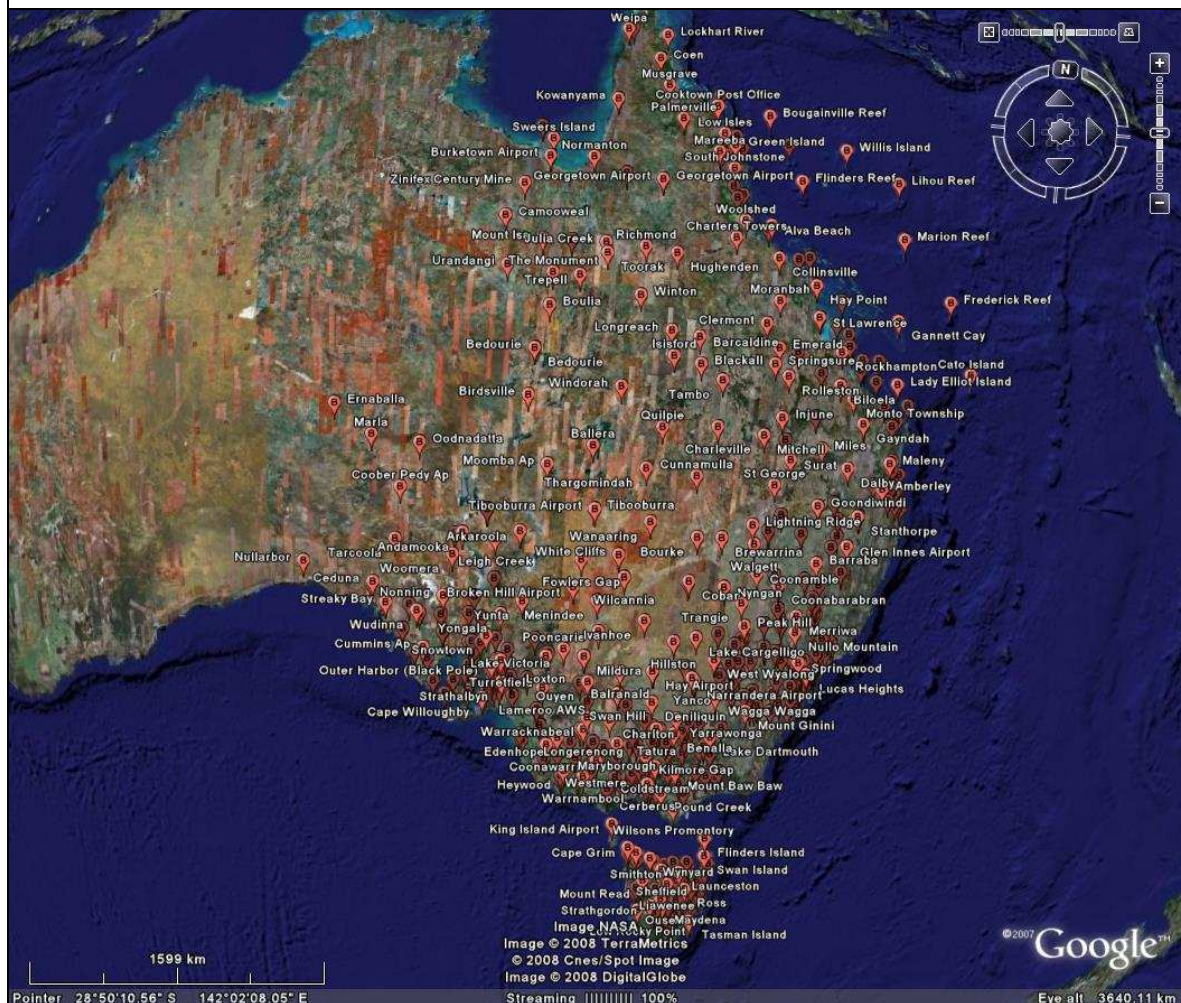 Weipa
Lockhart River
Coen
Musgrave
Kowanyama
Cooktown Post Office
Palmerville
Bougainville Reef
Low Isles
Sweers Island
Normanton
Mareeba
Green Island
Willis Island
Burketown Airport
South Johnstone
Zinifex Century Mine
Georgetown Airport
Georgetown Airport
Flinders Reef
Lihou Reef
Camooweal
Woolshed
Charters Towers
Alva Beach
Mount Is
Julia Creek
Richmond
Marion Reef
Urandangi
The Monument
Toorak
Hughenden
Collinsville
Trepell
Boulia
Winton
Moranbah
Hay Point
Frederick Reef
Longreach
Clermont
St Lawrence
Gannett Cay
Bedourie
Isisford
Barcaldine
Emerald
Bedourie
Blackall
Springsure
Rockhampton
Cato Island
Birdsville
Windorah
Tambo
Rolleston
Lady Elliot Island
Ernaballa
Biloela
Marla
Quilpie
Injune
Monto Township
Oodnadatta
Ballera
Charleville
Mitchell
Miles
Gayndah
Coober Pedy Ap
Moomba Ap
Thargomindah
Cunnamulla
St George
Surat
Maleny
Dalby
Amberley
Tibooburra Airport
Tibooburra
Goondiwindi
Lightning Ridge
Stanthorpe
Nullarbor
Tarcoola
Andamooka
Arkaroola
Wanaaring
Woomera
Leigh Creek
White Cliffs
Bourke
Brewarrina
Glen Innes Airport
Walgett
Barraba
Ceduna
Nonning
Broken Hill Airport
Fowlers Gap
Coonamble
Streaky Bay
Wilcannia
Cobar
Nyngan
Coonabarabran
Wudinna
Yongala
Yunta
Menindee
Trangie
Peak Hill
Merriwa
Cummins Ap
Snowtown
Pooncarie
Ivanhoe
Lake Cargelligo
Nullo Mountain
Outer Harbor (Black Pole)
Lake Victoria
Mildura
Hillston
West Wyalong
Springwood
Turretfiel
Loxton
Hay Airport
Strathalbyn
Ouyen
Balranald
Yanco
Narrandera Airport
Lucas Heights
Cape Willoughby
Lameroo AWS
Swan Hill
Deniliquin
Wagga Wagga
Mount Ginini
Warracknabeal
Charlton
Yarrawonga
Edenhope
Longerenong
Tatura
Benalla
Lake Dartmouth
Coonawarr
Maryborough
Kilmore Gap
Heywood
Westmere
Coldstream
Mount Baw Baw
Warrnambool
Cerberus
Pound Creek
King Island Airport
Wilsons Promontory
Cape Grim
Flinders Island
Smithton
Wynyard
Swan Island
Mount Read
Sheffield
Launceston
Strathgordon
Liawenee
Ross
Ouse
Maydena
Low Rocky Point
Tasman Island
Image NASA
Image © 2008 TerraMetrics
© 2008 Cnes/Spot Image
Image © 2008 DigitalGlobe
1599 km
N
©2007 Google™
Pointer 28°50'10.56" S 142°02'08.05" E
Streaming |||||||||| 100%
Eye alt 3640.11 km